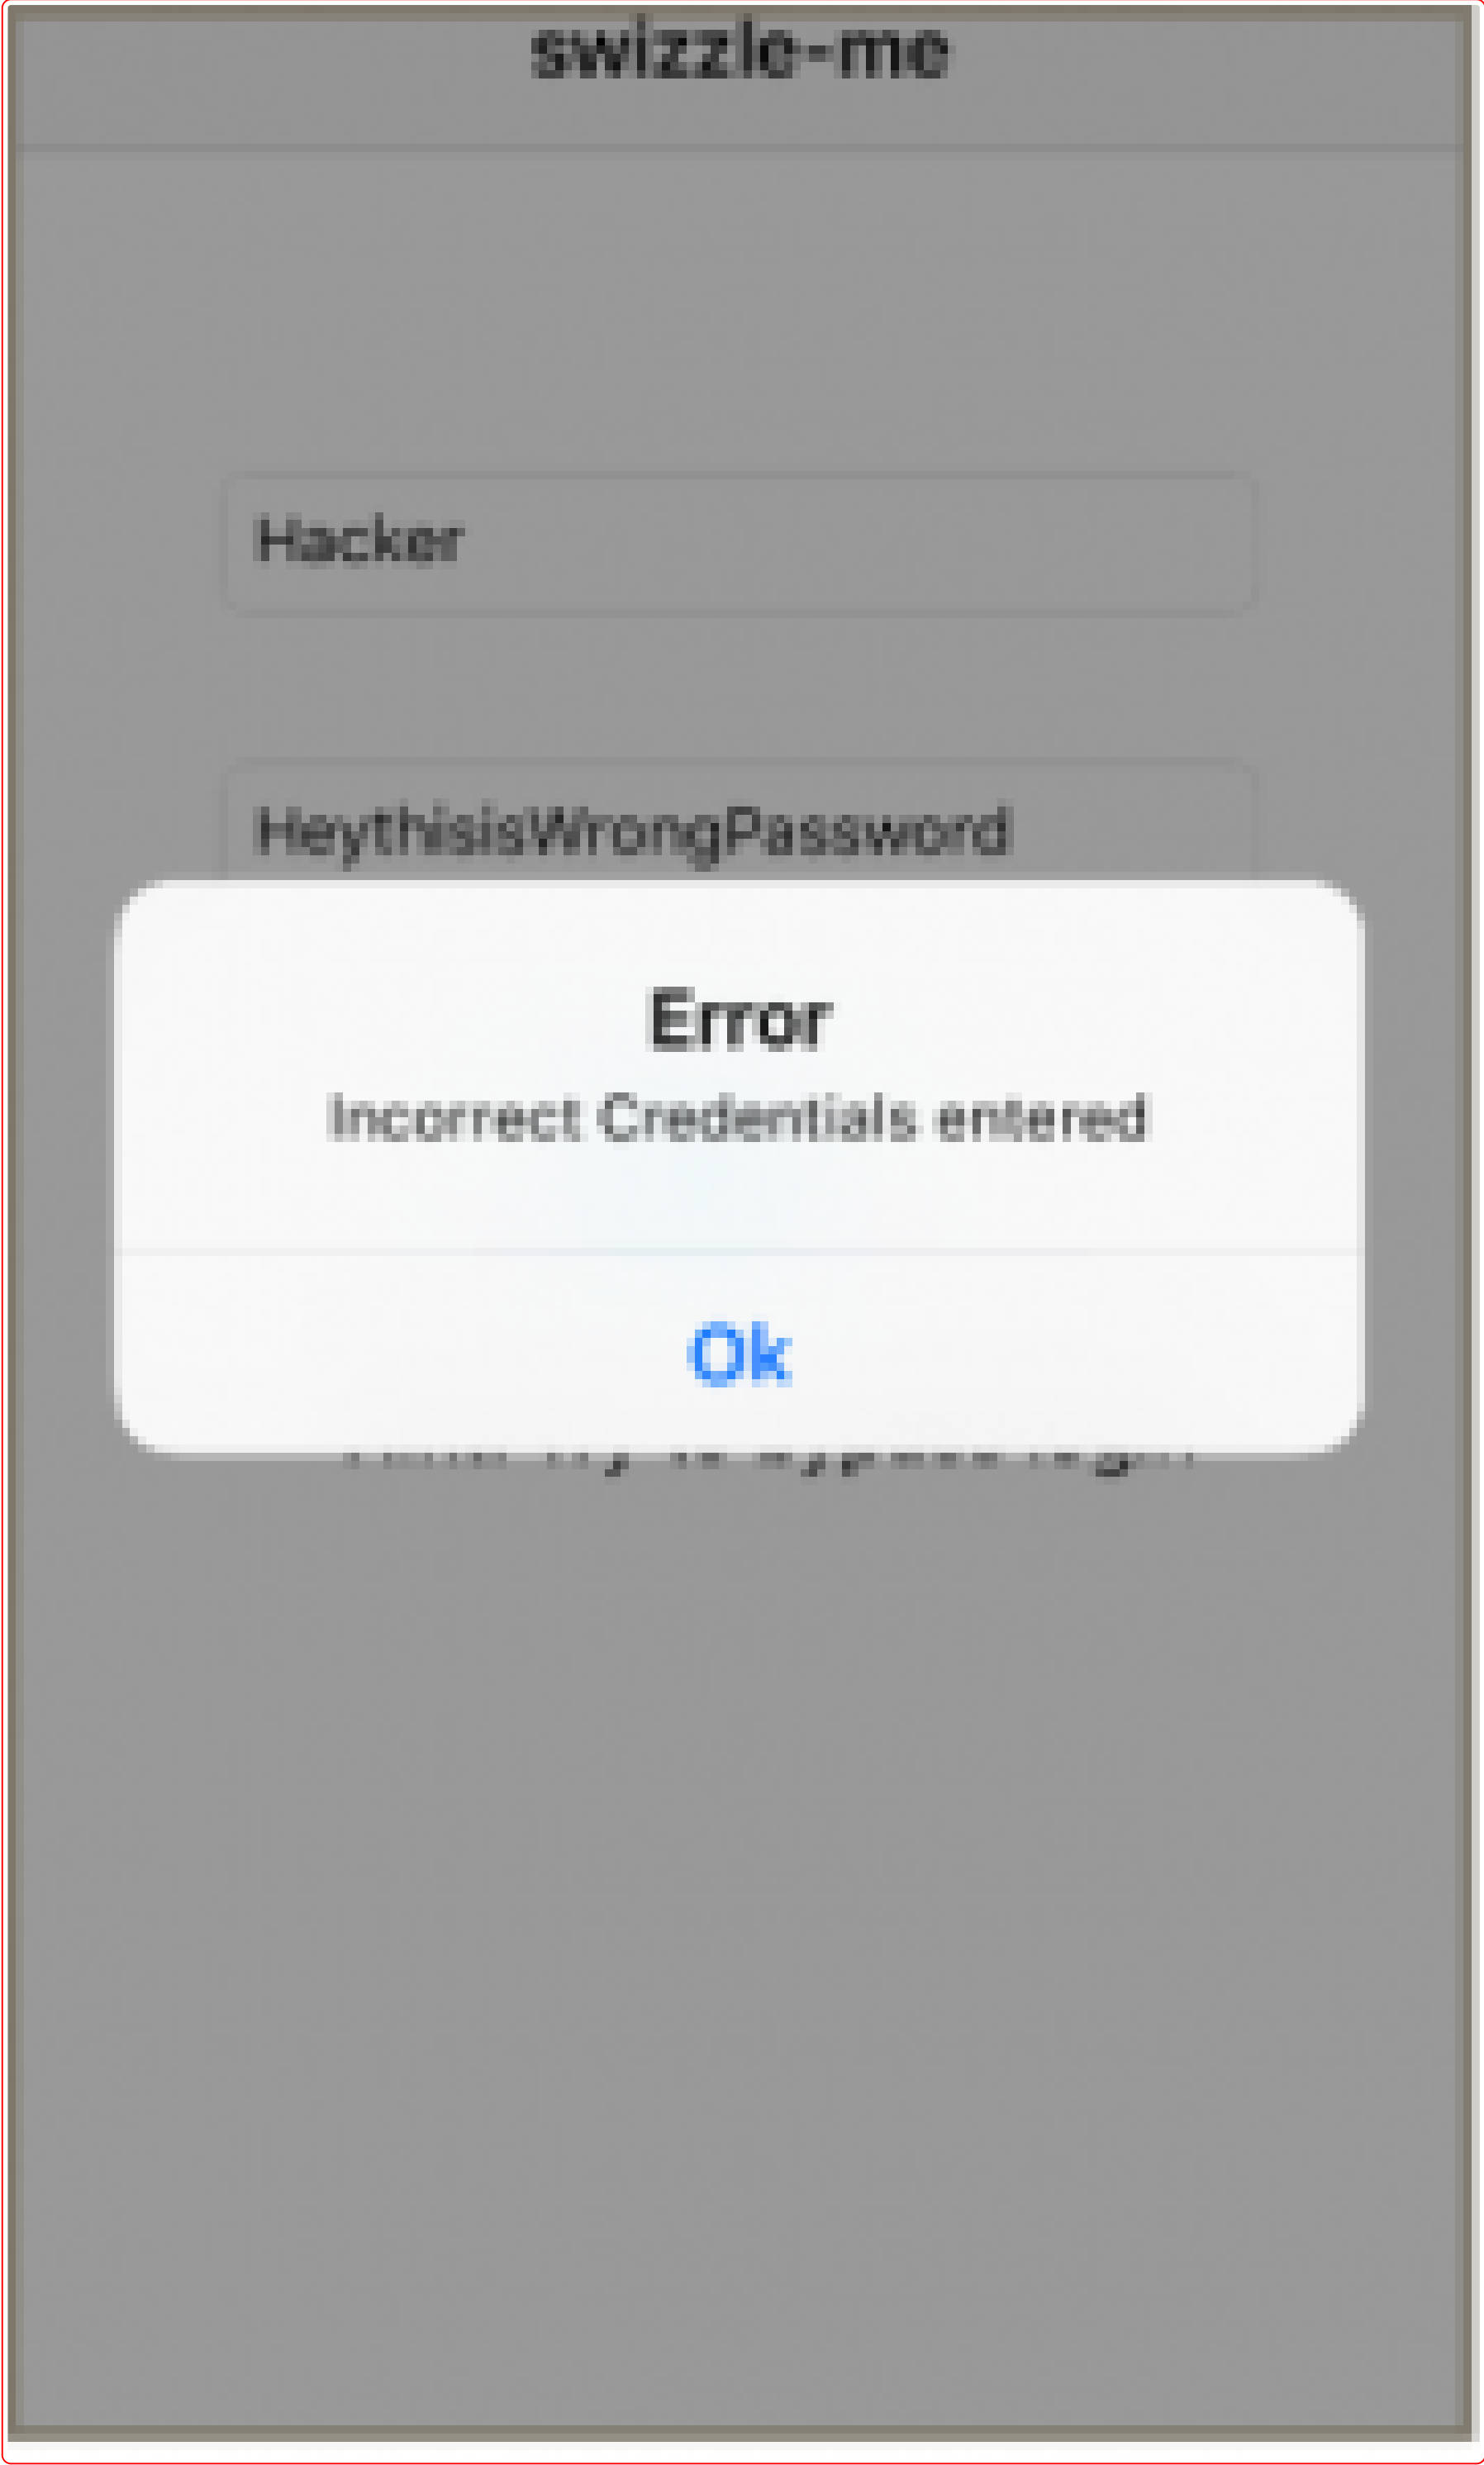 swizzle-me
Hacker
HeythisisWrongPassword
Error
Incorrect Credentials entered
Ok